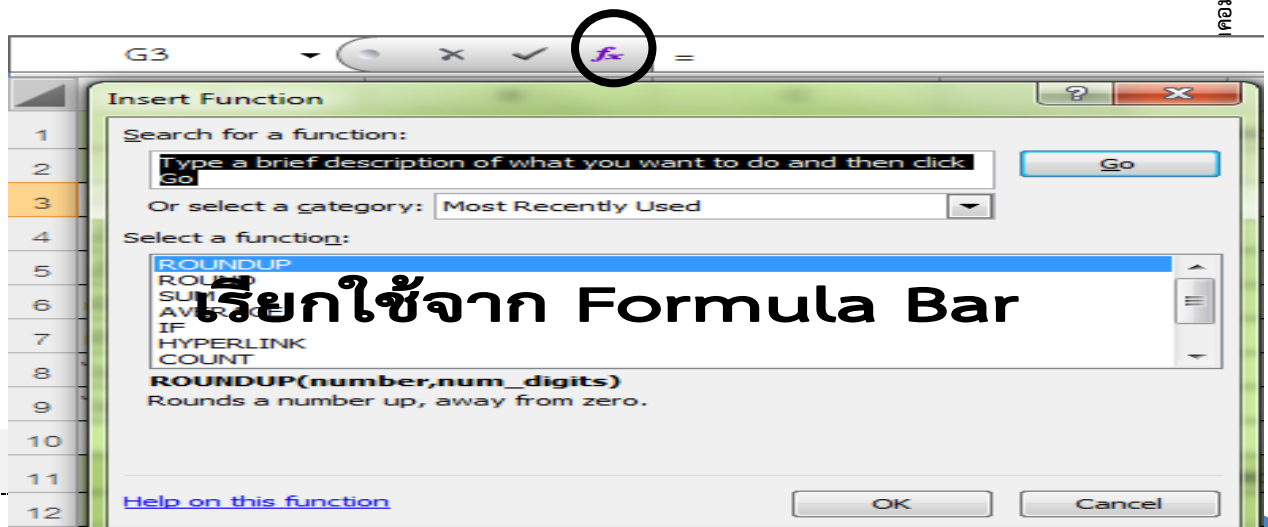 G3 fx =
Insert Function
1
Search for a function:
2
Type a brief description of what you want to do and then click
Go
Go
3
Or select a category: Most Recently Used
4
Select a function:
5
ROUNDUP
ROUND
6
SUM
AVERAGE
เรียกใช้จาก Formula Bar
IF
7
HYPERLINK
8
COUNT
ROUNDUP(number,num_digits)
9
Rounds a number up, away from zero.
10
11
12
Help on this function
OK Cancel